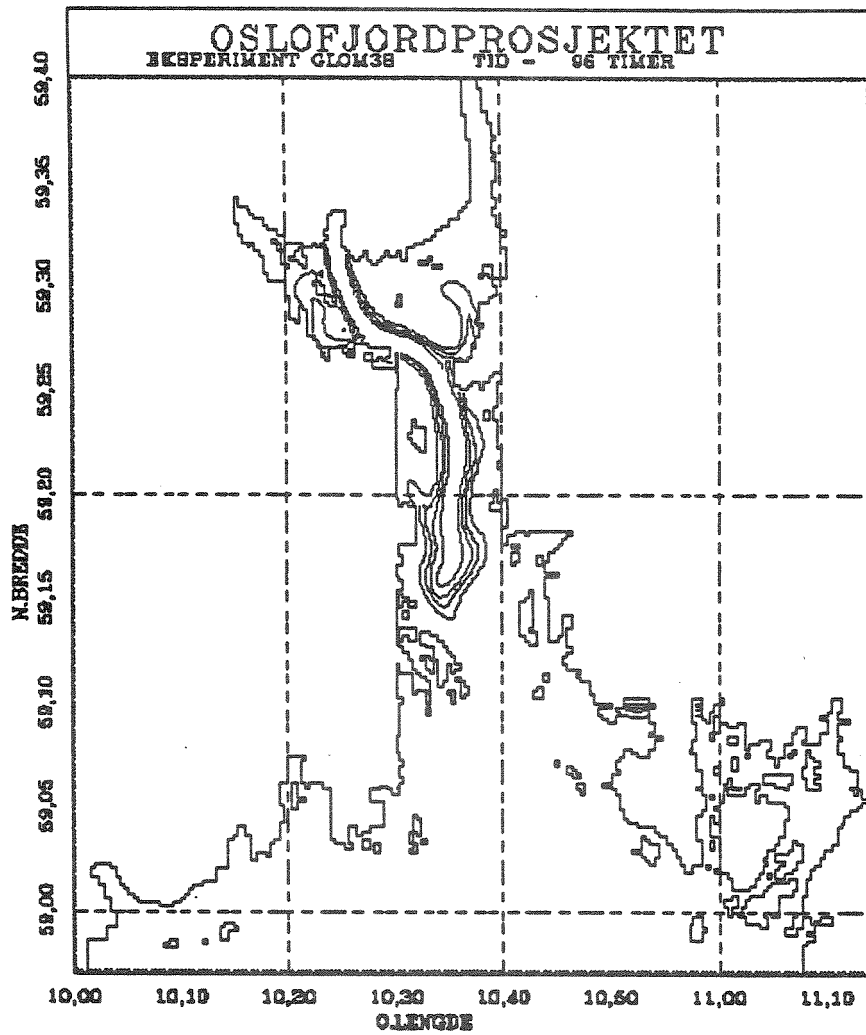 OSLOFJORDPROSJEKTET
EKSPERIMENT GLOM38 TID - 96 TIMER
59,40
59,35
59,30
59,25
59,20
59,15
59,10
59,05
59,00
N.BREDDE
10,00 10,10 10,20 10,30 10,40 10,50 11,00 11,10
O.LENGDE